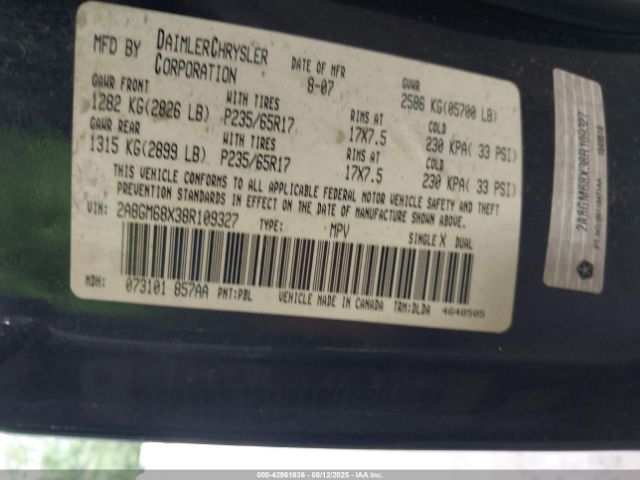 MFD BY DAIMLERCHRYSLER CORPORATION DATE OF MFR 8-07 GVWR 2586 KG(05700 LB)
GAWR FRONT WITH TIRES RIMS AT COLD
1282 KG(2826 LB) P235/65R17 17X7.5 230 KPA( 33 PSI)
GAWR REAR WITH TIRES RIMS AT COLD
1315 KG(2899 LB) P235/65R17 17X7.5 230 KPA( 33 PSI)
THIS VEHICLE CONFORMS TO ALL APPLICABLE FEDERAL MOTOR VEHICLE SAFETY AND THEFT
PREVENTION STANDARDS IN EFFECT ON THE DATE OF MANUFACTURE SHOWN ABOVE.
VIN: 2A8GM68X38R109327 TYPE: MPV SINGLE X DUAL
MDH: 073101 857AA PNT:PBL VEHICLE MADE IN CANADA TRM:DLDA 4648505
2A8GM68X38R109327
000-42961636 - 08/12/2025 - IAAI.COM